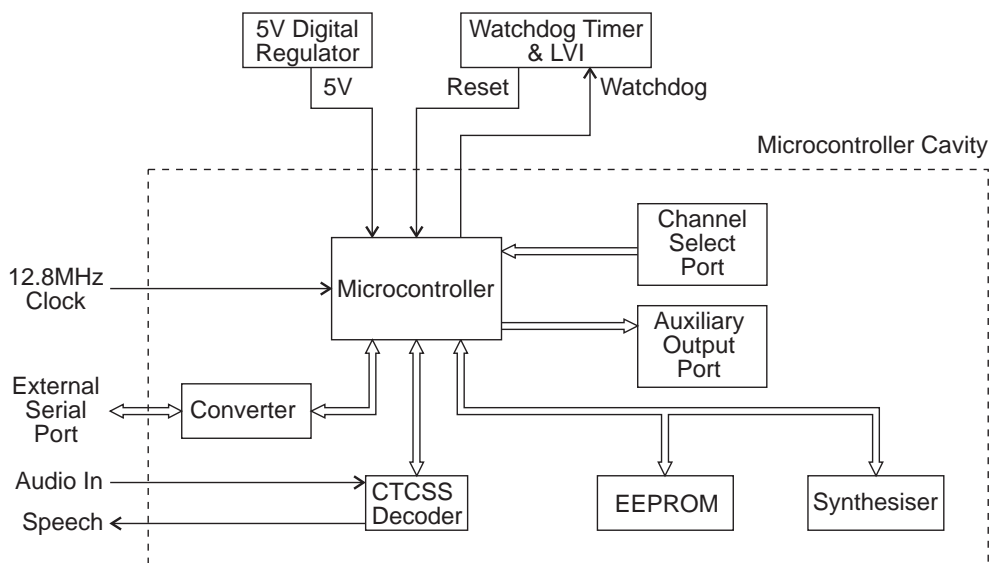 5V Digital
Regulator
Watchdog Timer
& LVI
5V
Reset
Watchdog
Microcontroller Cavity
Channel
Select
Port
12.8MHz
Clock
Microcontroller
Auxiliary
Output
Port
External
Serial
Port
Converter
Audio In
CTCSS
Decoder
EEPROM
Synthesiser
Speech